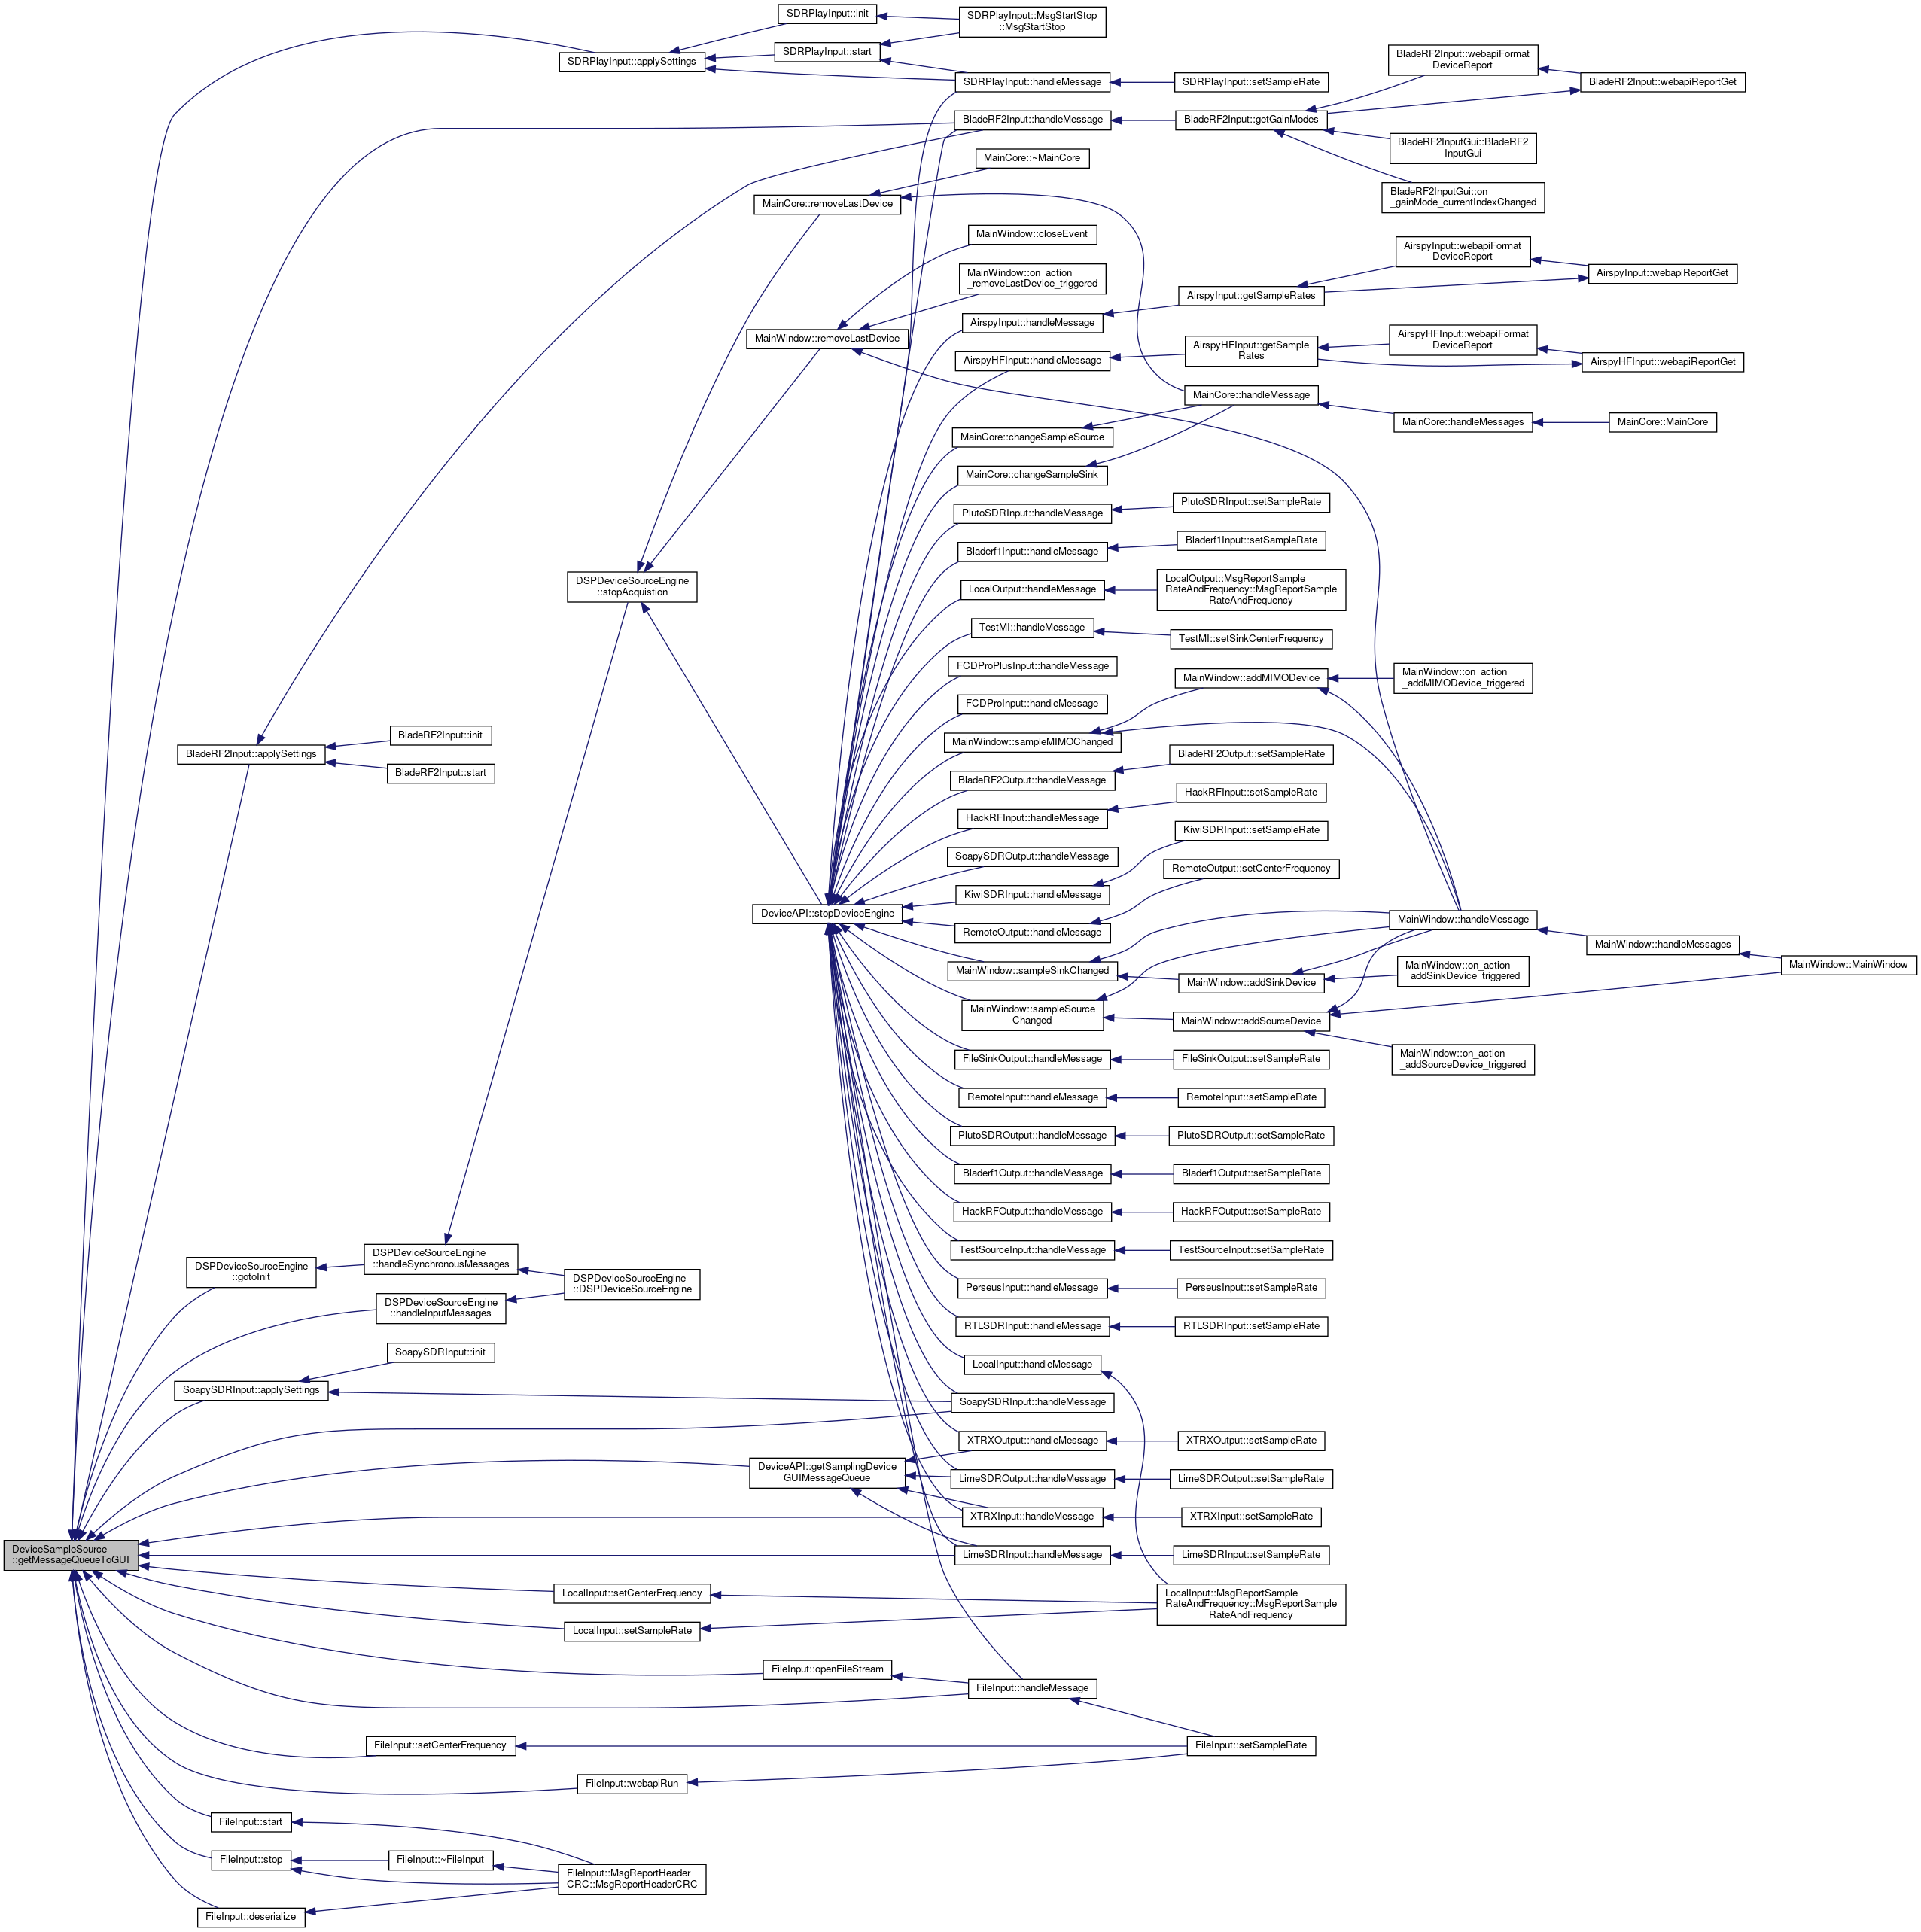 SDRPlayInput::init
SDRPlayInput::MsgStartStop
::MsgStartStop
SDRPlayInput::start
SDRPlayInput::applySettings
SDRPlayInput::handleMessage
SDRPlayInput::setSampleRate
BladeRF2Input::webapiFormat
DeviceReport
BladeRF2Input::webapiReportGet
BladeRF2Input::handleMessage
BladeRF2Input::getGainModes
BladeRF2InputGui::BladeRF2
InputGui
BladeRF2InputGui::on
_gainMode_currentIndexChanged
MainCore::~MainCore
MainCore::removeLastDevice
MainWindow::closeEvent
MainWindow::on_action
_removeLastDevice_triggered
MainWindow::removeLastDevice
AirspyInput::webapiFormat
DeviceReport
AirspyInput::webapiReportGet
AirspyInput::getSampleRates
AirspyInput::handleMessage
AirspyHFInput::handleMessage
AirspyHFInput::getSample
Rates
AirspyHFInput::webapiFormat
DeviceReport
AirspyHFInput::webapiReportGet
MainCore::handleMessage
MainCore::handleMessages
MainCore::MainCore
MainCore::changeSampleSource
MainCore::changeSampleSink
PlutoSDRInput::handleMessage
PlutoSDRInput::setSampleRate
Bladerf1Input::handleMessage
Bladerf1Input::setSampleRate
DSPDeviceSourceEngine
::stopAcquistion
LocalOutput::handleMessage
LocalOutput::MsgReportSample
RateAndFrequency::MsgReportSample
RateAndFrequency
TestMI::handleMessage
TestMI::setSinkCenterFrequency
FCDProPlusInput::handleMessage
MainWindow::addMIMODevice
MainWindow::on_action
_addMIMODevice_triggered
FCDProInput::handleMessage
MainWindow::sampleMIMOChanged
BladeRF2Input::init
BladeRF2Input::applySettings
BladeRF2Input::start
BladeRF2Output::handleMessage
BladeRF2Output::setSampleRate
HackRFInput::handleMessage
HackRFInput::setSampleRate
KiwiSDRInput::setSampleRate
SoapySDROutput::handleMessage
RemoteOutput::setCenterFrequency
KiwiSDRInput::handleMessage
DeviceAPI::stopDeviceEngine
RemoteOutput::handleMessage
MainWindow::handleMessage
MainWindow::handleMessages
MainWindow::MainWindow
MainWindow::sampleSinkChanged
MainWindow::addSinkDevice
MainWindow::on_action
_addSinkDevice_triggered
MainWindow::sampleSource
Changed
MainWindow::addSourceDevice
MainWindow::on_action
_addSourceDevice_triggered
FileSinkOutput::handleMessage
FileSinkOutput::setSampleRate
RemoteInput::handleMessage
RemoteInput::setSampleRate
PlutoSDROutput::handleMessage
PlutoSDROutput::setSampleRate
Bladerf1Output::handleMessage
Bladerf1Output::setSampleRate
HackRFOutput::handleMessage
HackRFOutput::setSampleRate
DSPDeviceSourceEngine
::gotoInit
DSPDeviceSourceEngine
::handleSynchronousMessages
DSPDeviceSourceEngine
::DSPDeviceSourceEngine
DSPDeviceSourceEngine
::handleInputMessages
TestSourceInput::handleMessage
TestSourceInput::setSampleRate
PerseusInput::handleMessage
PerseusInput::setSampleRate
RTLSDRInput::handleMessage
RTLSDRInput::setSampleRate
SoapySDRInput::init
SoapySDRInput::applySettings
LocalInput::handleMessage
SoapySDRInput::handleMessage
XTRXOutput::handleMessage
XTRXOutput::setSampleRate
DeviceAPI::getSamplingDevice
GUIMessageQueue
LimeSDROutput::handleMessage
LimeSDROutput::setSampleRate
XTRXInput::handleMessage
XTRXInput::setSampleRate
DeviceSampleSource
::getMessageQueueToGUI
LimeSDRInput::handleMessage
LimeSDRInput::setSampleRate
LocalInput::setCenterFrequency
LocalInput::MsgReportSample
RateAndFrequency::MsgReportSample
RateAndFrequency
LocalInput::setSampleRate
FileInput::openFileStream
FileInput::handleMessage
FileInput::setCenterFrequency
FileInput::setSampleRate
FileInput::webapiRun
FileInput::start
FileInput::stop
FileInput::~FileInput
FileInput::MsgReportHeader
CRC::MsgReportHeaderCRC
FileInput::deserialize